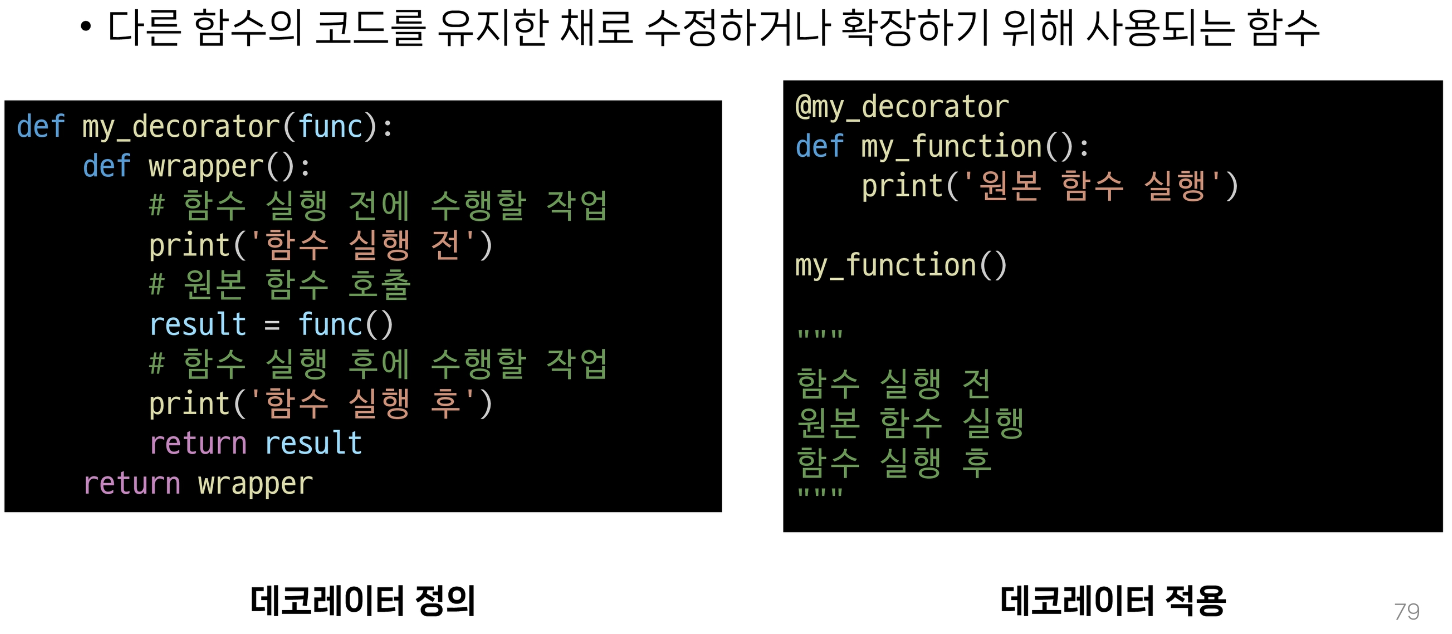 • 다른 함수의 코드를 유지한 채로 수정하거나 확장하기 위해 사용되는 함수
def my_decorator(func):
    def wrapper():
        # 함수 실행 전에 수행할 작업
        print('함수 실행 전')
        # 원본 함수 호출
        result = func()
        # 함수 실행 후에 수행할 작업
        print('함수 실행 후')
        return result
    return wrapper
데코레이터 정의
@my_decorator
def my_function():
    print('원본 함수 실행')
my_function()
"""
함수 실행 전
원본 함수 실행
함수 실행 후
"""
데코레이터 적용
79